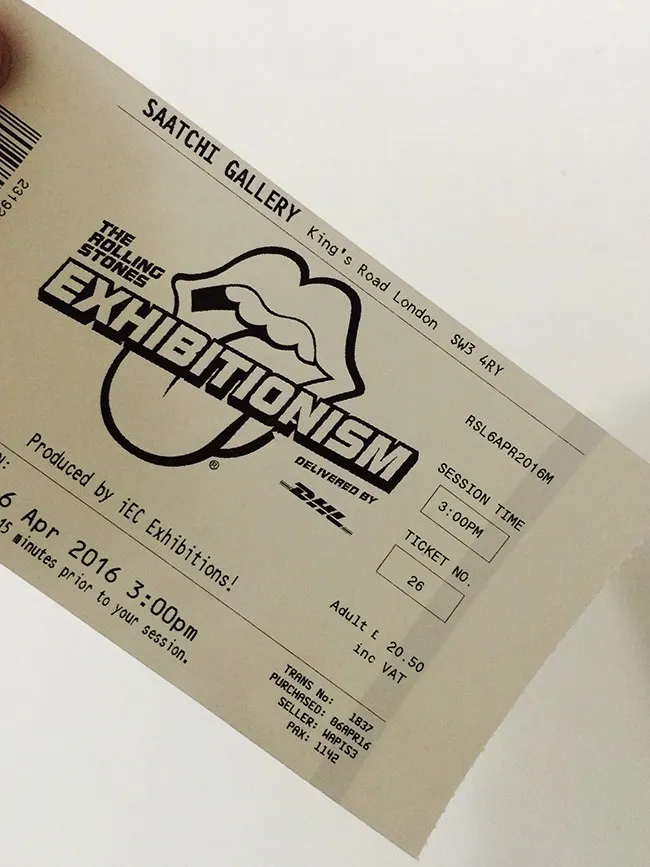 SAATCHI GALLERY King's Road London SW3 4RY
THE
ROLLING
STONES
EXHIBITIONISM
®
DELIVERED BY
DHL
Produced by iEC Exhibitions!
RSL6APR2016M
SESSION TIME
3:00PM
TICKET NO.
26
Adult £ 20.50
inc VAT
6 Apr 2016 3:00pm
15 minutes prior to your session.
TRANS No: 1837
PURCHASED: 06APR16
SELLER: WAPIS3
PAX: 1142